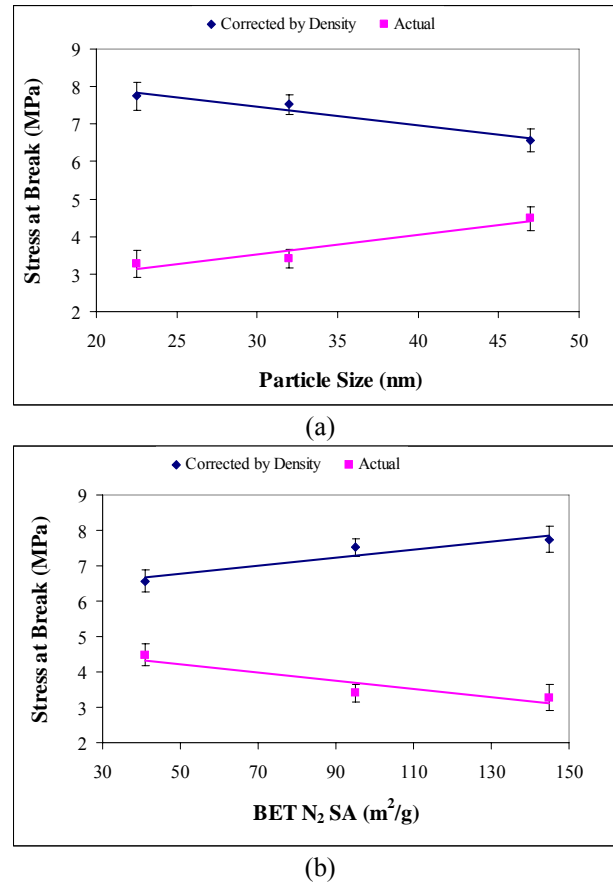 Corrected by Density Actual
9
8
7
6
5
4
3
2
Stress at Break (MPa)
20 25 30 35 40 45 50
Particle Size (nm)
(a)
Corrected by Density Actual
9
8
7
6
5
4
3
2
Stress at Break (MPa)
30 50 70 90 110 130 150
BET N₂ SA (m²/g)
(b)